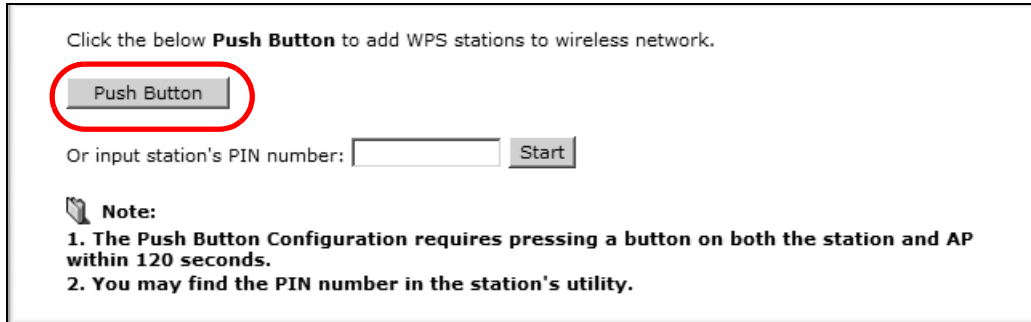 Click the below Push Button to add WPS stations to wireless network.
Push Button
Or input station's PIN number: Start
Note:
1. The Push Button Configuration requires pressing a button on both the station and AP
within 120 seconds.
2. You may find the PIN number in the station's utility.